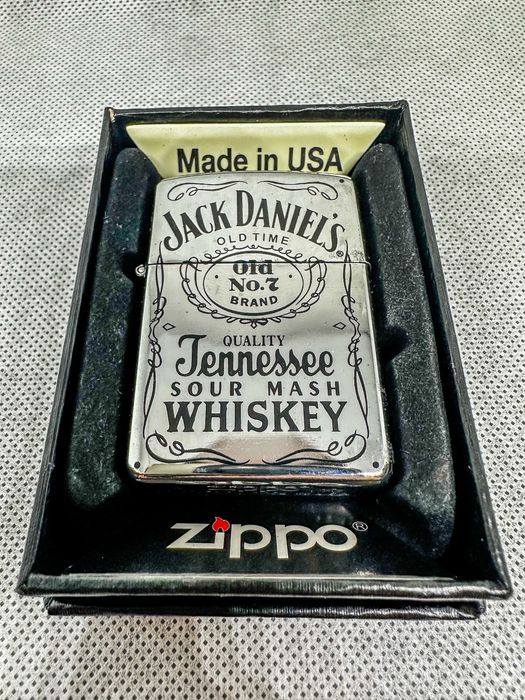 Made in USA
JACK DANIEL'S®
OLD TIME
Old
No.7
BRAND
QUALITY
Tennessee
SOUR MASH
WHISKEY
zippo®